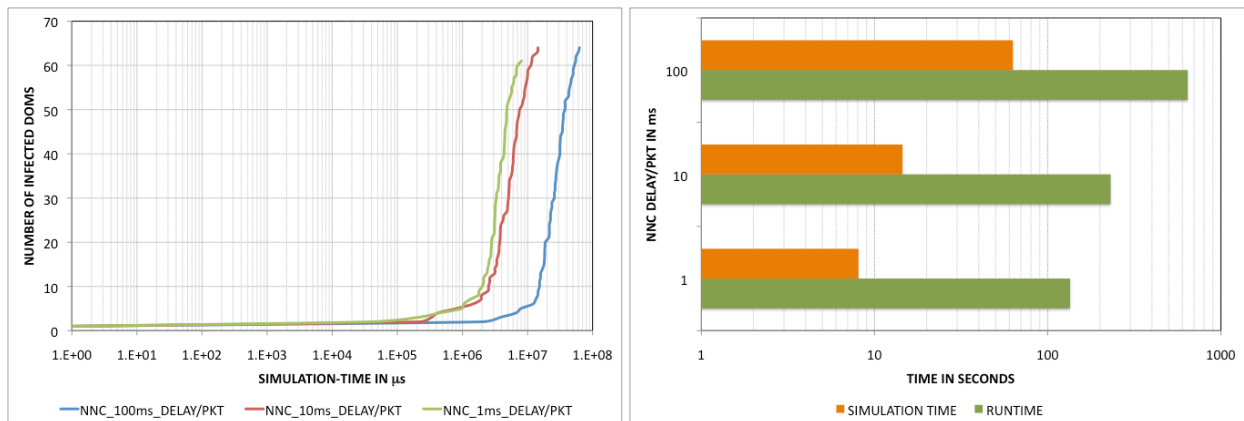 70
60
50
40
30
20
10
0
NUMBER OF INFECTED DOMS
1.E+00 1.E+01 1.E+02 1.E+03 1.E+04 1.E+05 1.E+06 1.E+07 1.E+08
SIMULATION-TIME IN µs
NNC_100ms_DELAY/PKT NNC_10ms_DELAY/PKT NNC_1ms_DELAY/PKT
NNC DELAY/PKT IN ms
100
10
1
1 10 100 1000
TIME IN SECONDS
SIMULATION TIME RUNTIME